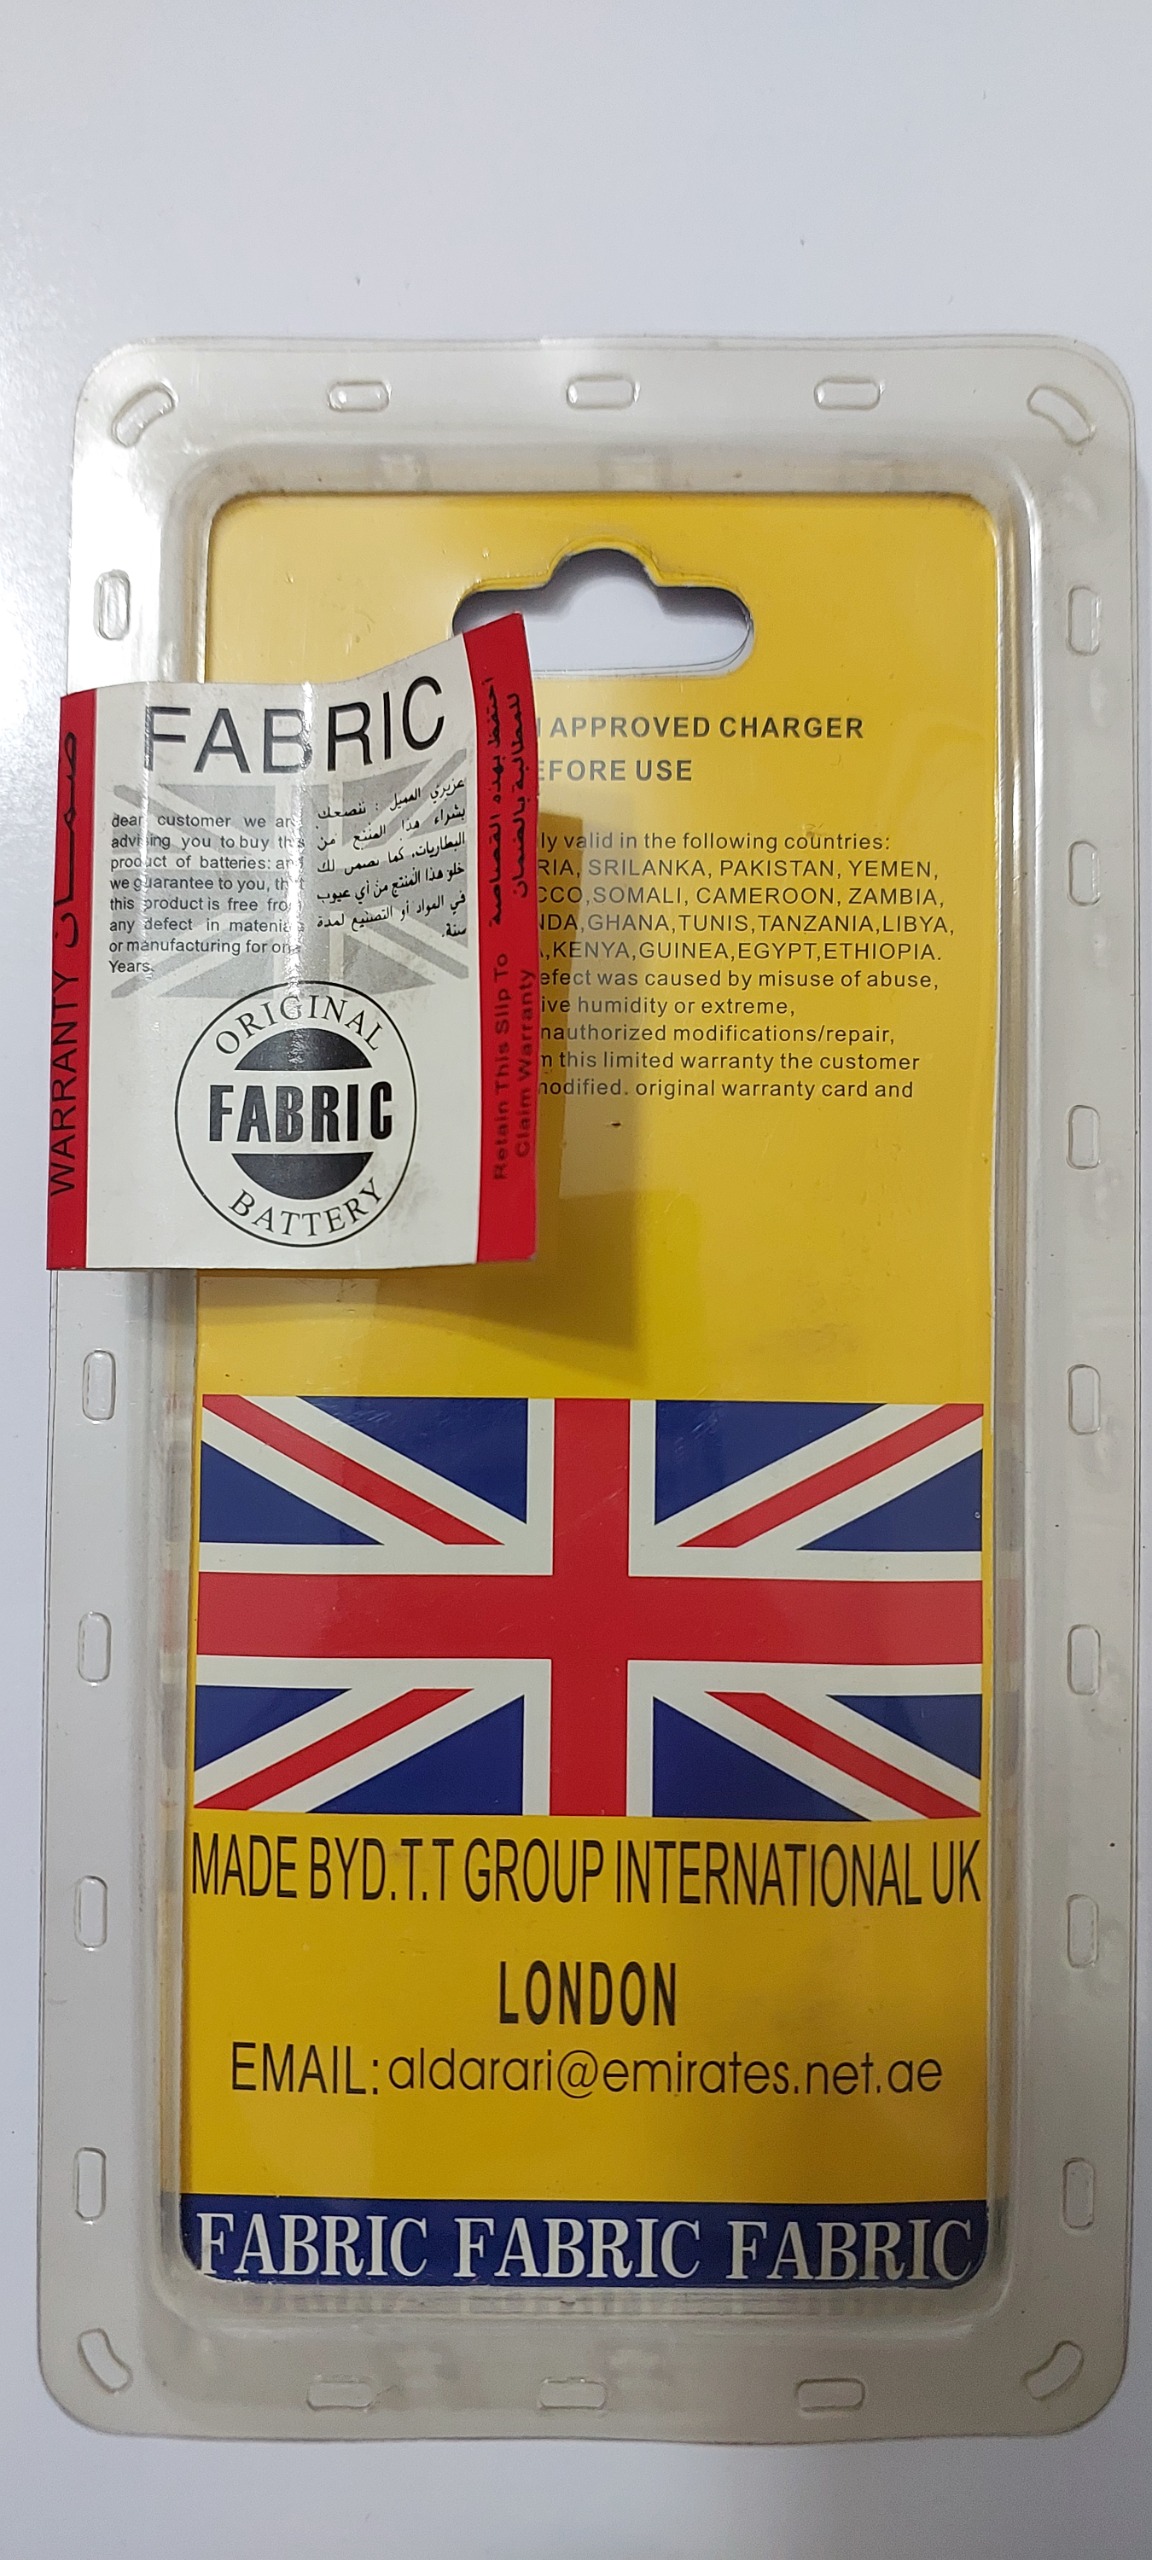 FABRIC
WARRANTY ضمان
dear customer we are
advising you to buy this
product of batteries: and
we guarantee to you, that
this product is free from
any defect in materials
or manufacturing for one
Years.
عزيزي العميل : ننصحك
بشراء هذا المنتج من
البطاريات. كما نضمن لك
خلو هذا المنتج من أي عيوب
في المواد أو التصنيع لمدة
سنة.
احتفظ بهذه القصاصة
للمطالبة بالضمان
Retain This Slip To
Claim Warranty
ORIGINAL
FABRIC
BATTERY
APPROVED CHARGER
EFORE USE
ly valid in the following countries:
RIA, SRILANKA, PAKISTAN, YEMEN,
CCO,SOMALI, CAMEROON, ZAMBIA,
NDA,GHANA,TUNIS,TANZANIA,LIBYA,
,KENYA,GUINEA,EGYPT,ETHIOPIA.
efect was caused by misuse of abuse,
ive humidity or extreme,
nauthorized modifications/repair,
m this limited warranty the customer
modified. original warranty card and
MADE BYD.T.T GROUP INTERNATIONAL UK
LONDON
EMAIL: aldarari@emirates.net.ae
FABRIC FABRIC FABRIC